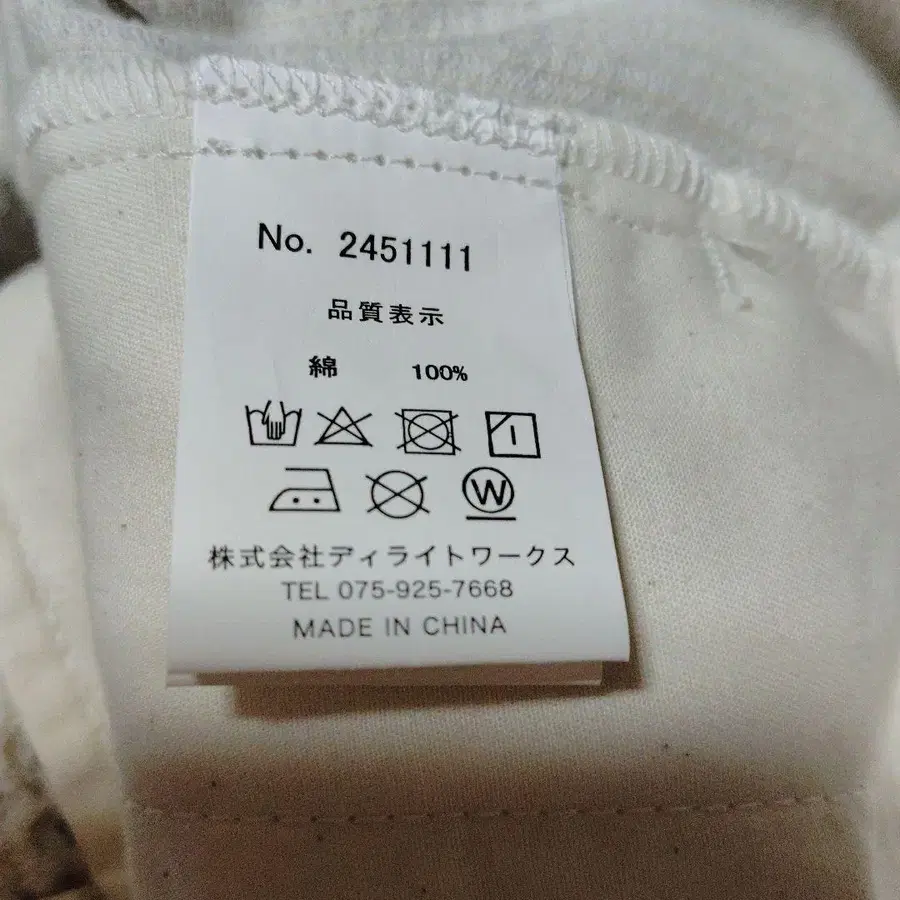 No. 2451111
品質表示
綿 100%
W
株式会社ディライトワークス
TEL 075-925-7668
MADE IN CHINA